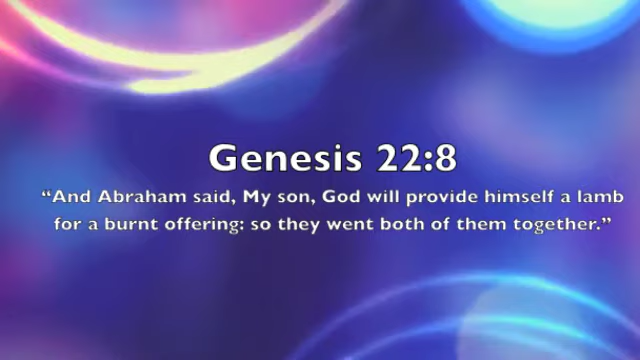 Genesis 22:8
“And Abraham said, My son, God will provide himself a lamb
for a burnt offering: so they went both of them together.”